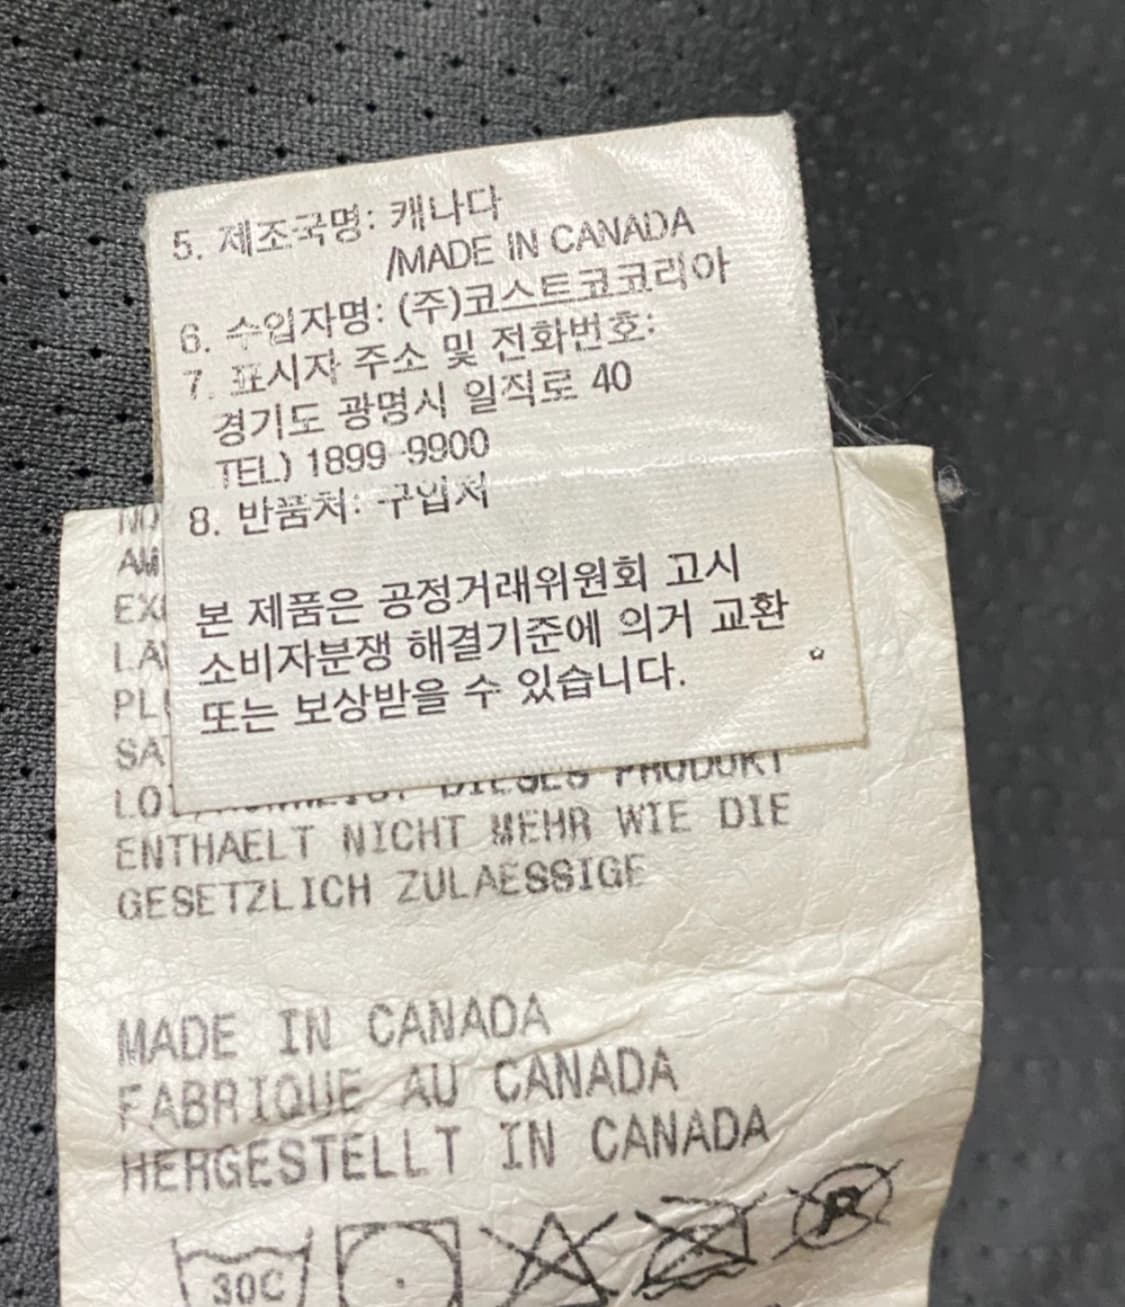 5. 제조국명: 캐나다
/MADE IN CANADA
6. 수입자명: (주)코스트코코리아
7. 표시자 주소 및 전화번호:
경기도 광명시 일직로 40
TEL) 1899-9900
8. 반품처: 구입처
본 제품은 공정거래위원회 고시
소비자분쟁 해결기준에 의거 교환
또는 보상받을 수 있습니다.
DIESES PRODUKT
ENTHAELT NICHT MEHR WIE DIE
GESETZLICH ZULAESSIGE
MADE IN CANADA
FABRIQUE AU CANADA
HERGESTELLT IN CANADA
30C
P